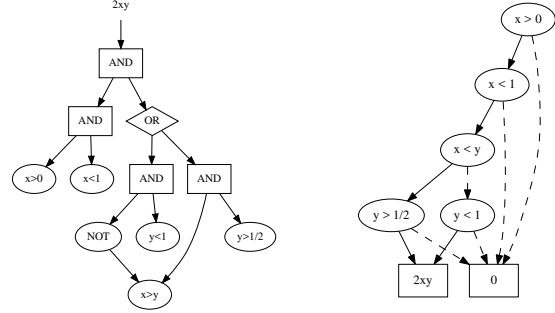 2xy
AND
AND
OR
x>0
x<1
AND
AND
NOT
y<1
y>1/2
x>y
x > 0
x < 1
x < y
y > 1/2
y < 1
2xy
0